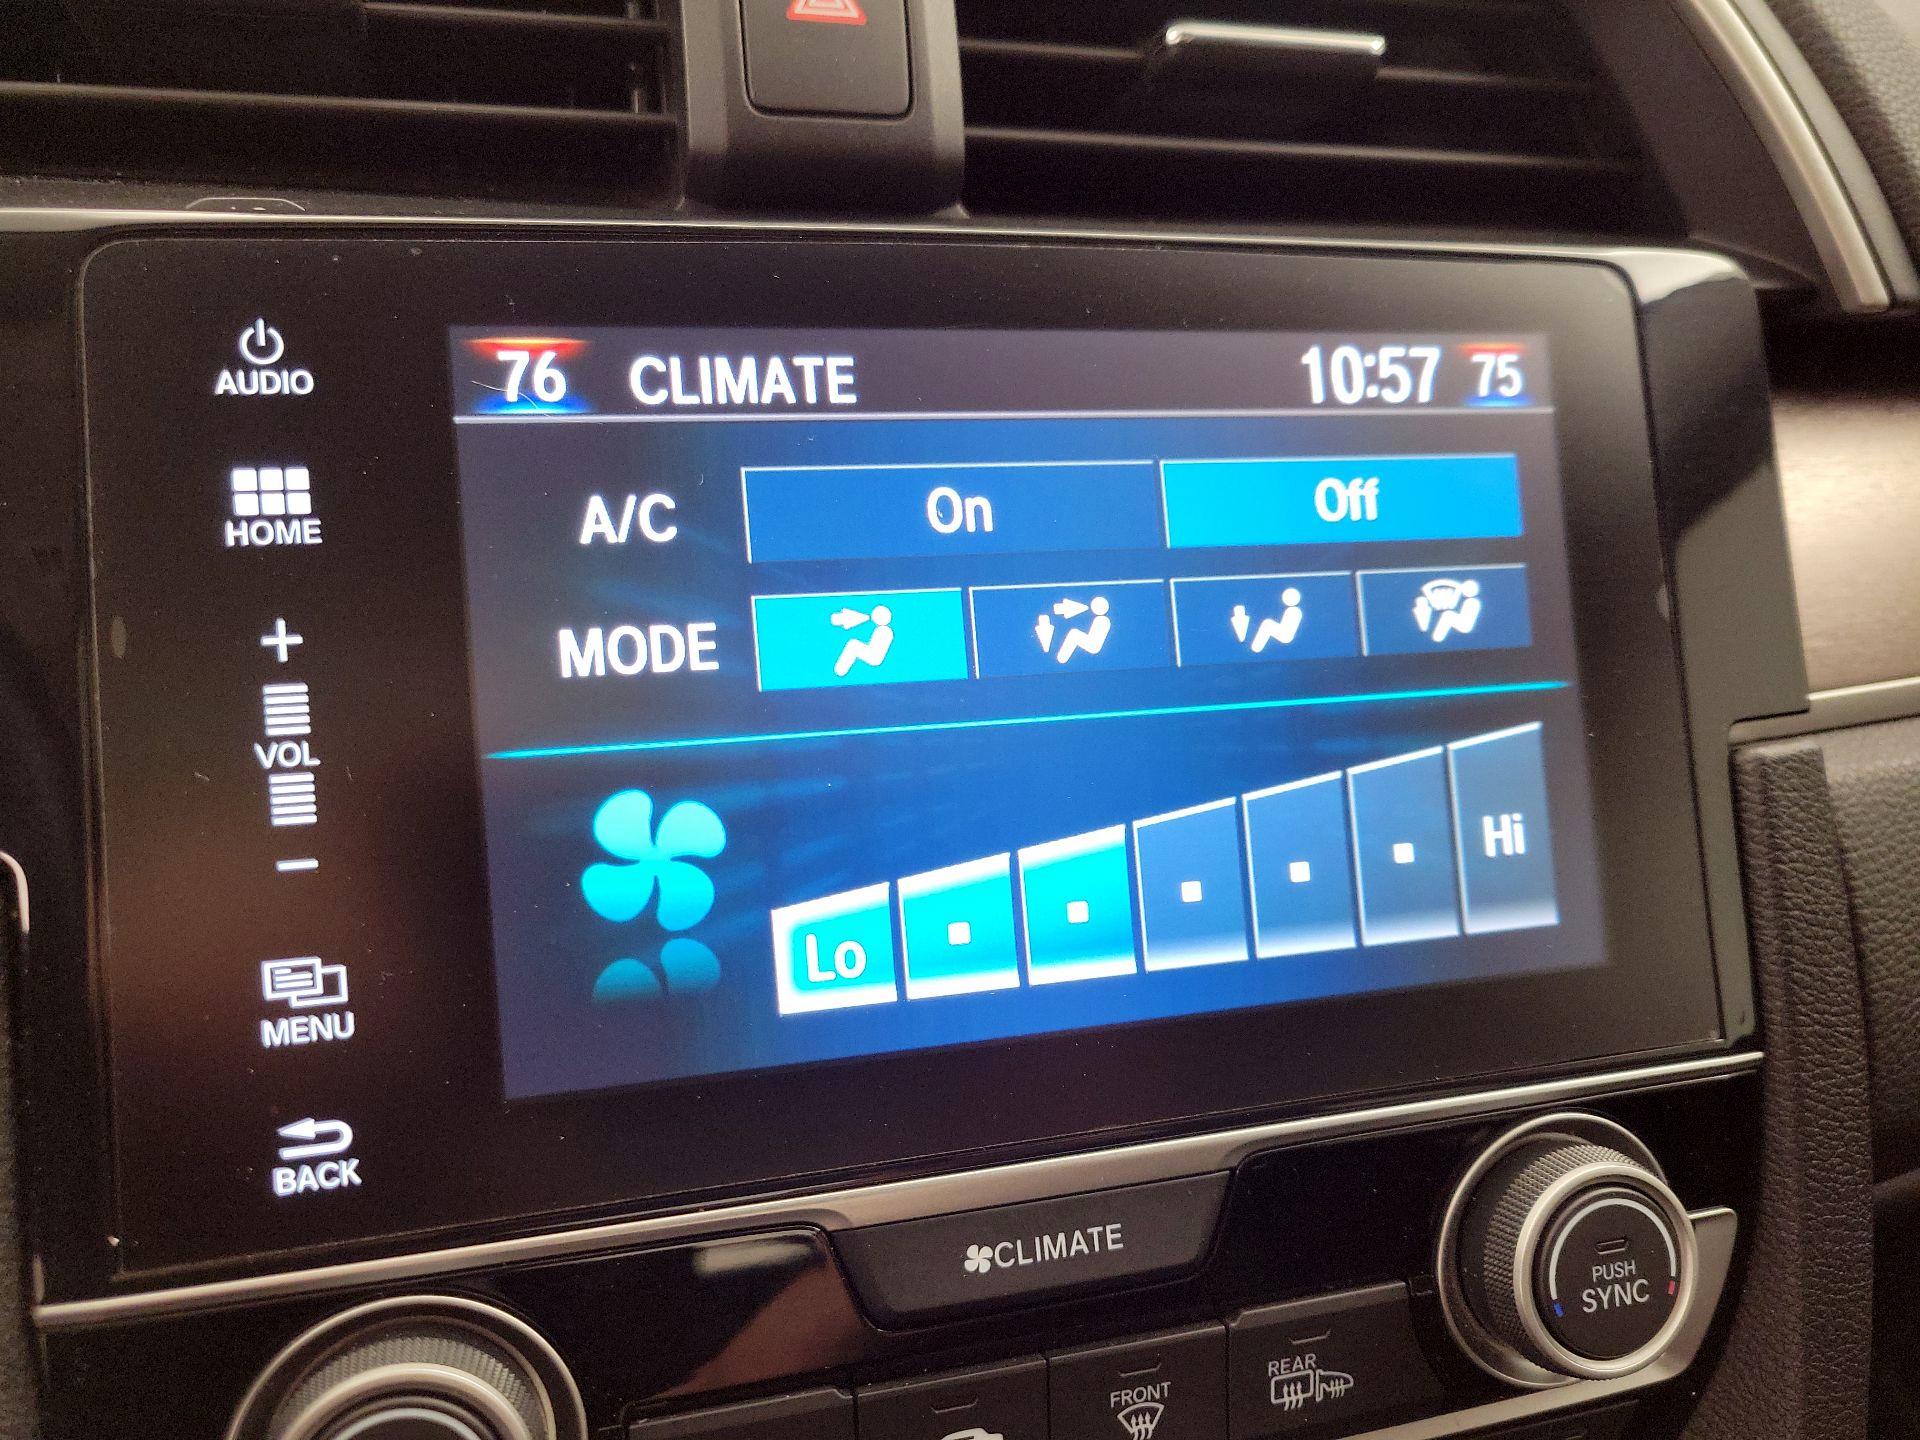 AUDIO
HOME
+
VOL
−
MENU
BACK
76 CLIMATE 10:57 75
A/C On Off
MODE
Lo Hi
CLIMATE
PUSH
SYNC
FRONT
REAR